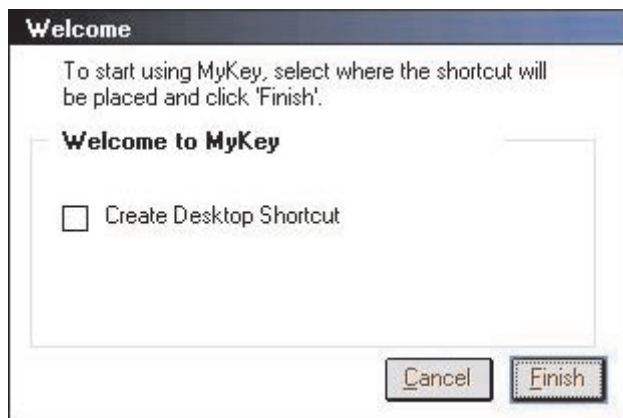 Welcome
To start using MyKey, select where the shortcut will
be placed and click 'Finish'.
Welcome to MyKey
Create Desktop Shortcut
Cancel
Finish